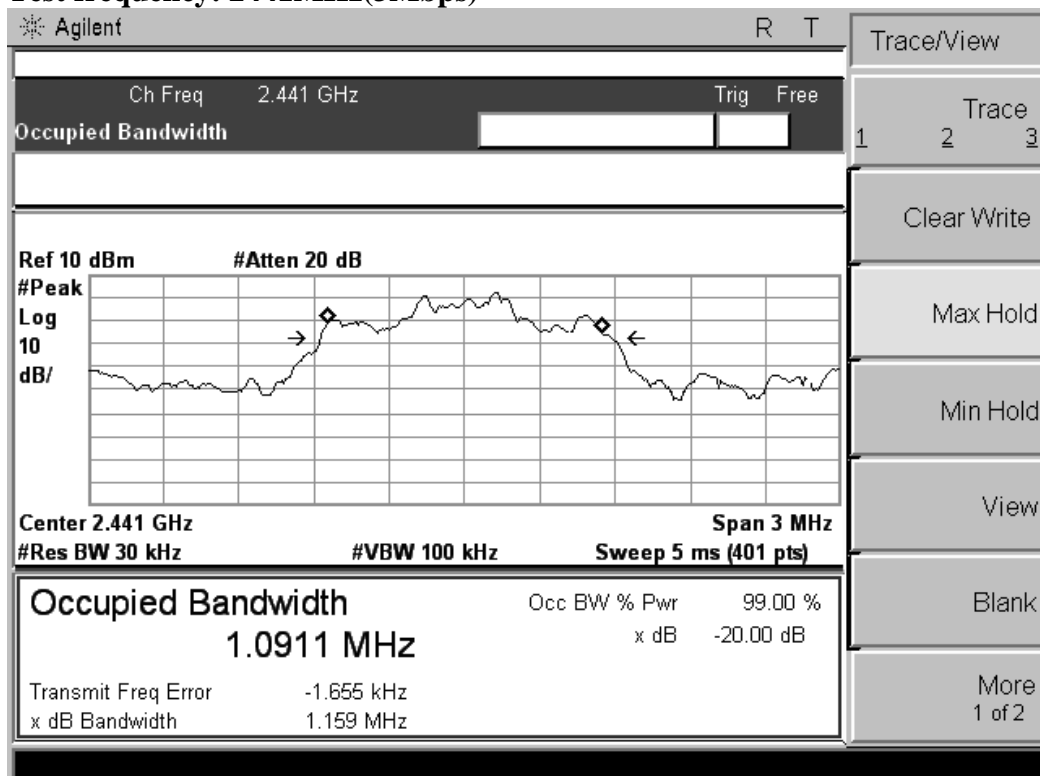 Agilent R T
Trace/View
Ch Freq 2.441 GHz Trig Free
Occupied Bandwidth
Trace
1 2 3
Clear Write
Ref 10 dBm #Atten 20 dB
#Peak
Log
10
dB/
Max Hold
Min Hold
View
Center 2.441 GHz Span 3 MHz
#Res BW 30 kHz #VBW 100 kHz Sweep 5 ms (401 pts)
Occupied Bandwidth
1.0911 MHz
Occ BW % Pwr 99.00 %
x dB -20.00 dB
Transmit Freq Error -1.655 kHz
x dB Bandwidth 1.159 MHz
Blank
More
1 of 2